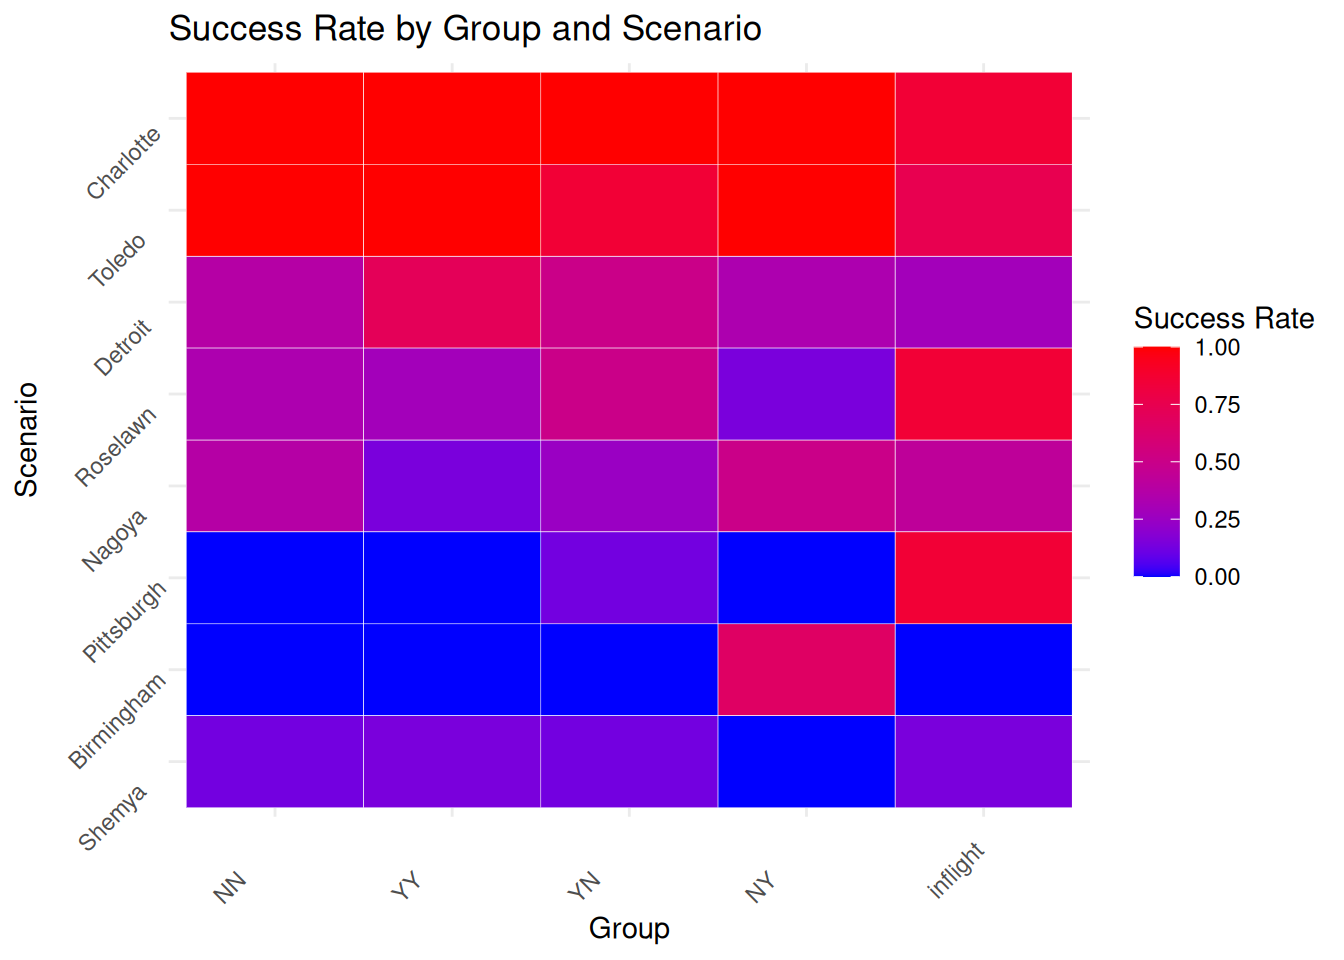 Success Rate by Group and Scenario
Scenario
Charlotte
Toledo
Detroit
Roselawn
Nagoya
Pittsburgh
Birmingham
Shemya
NN
YY
YN
NY
inflight
Group
Success Rate
1.00
0.75
0.50
0.25
0.00